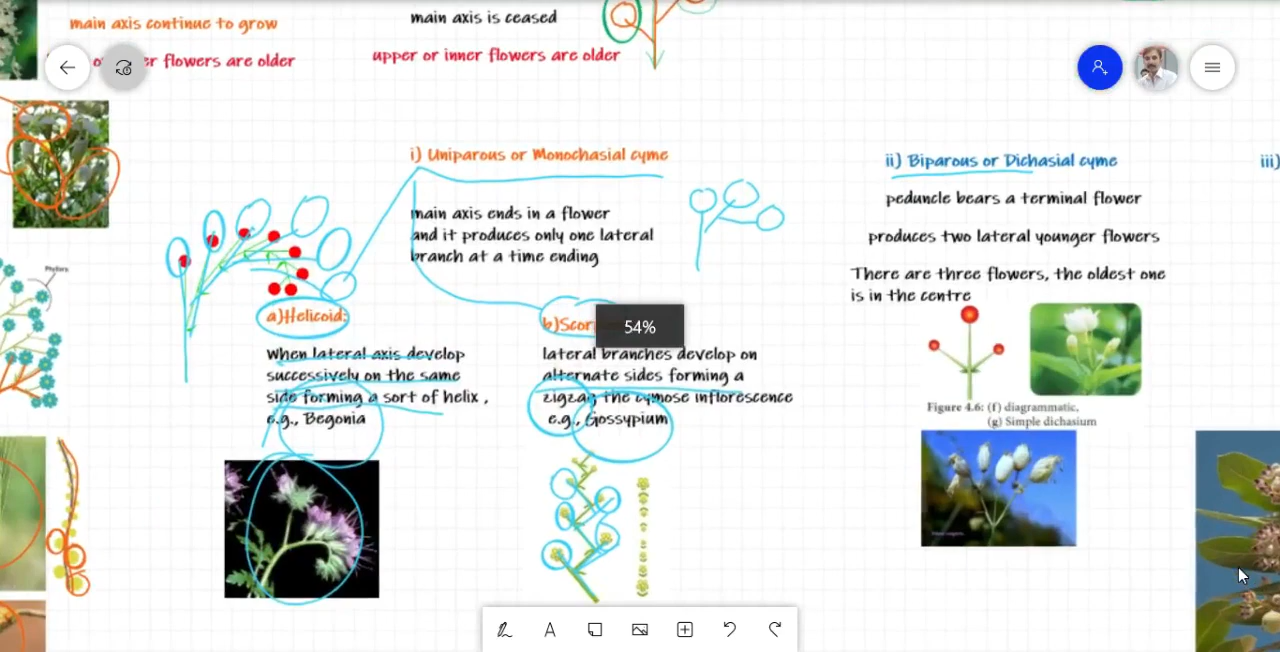 main axis continue to grow
flowers are older
main axis is ceased
upper or inner flowers are older
i) Uniparous or Monochasial cyme
main axis ends in a flower
and it produces only one lateral
branch at a time ending
a)Helicoid:
When lateral axis develop
successively on the same
side forming a sort of helix ,
e.g., Begonia
b)Scor
54%
lateral branches develop on
alternate sides forming a
zigzag the cymose inflorescence
e.g., Gossypium
ii) Biparous or Dichasial cyme
peduncle bears a terminal flower
produces two lateral younger flowers
There are three flowers, the oldest one
is in the centre
Figure 4.6: (f) diagrammatic,
(g) Simple dichasium
iii)
A